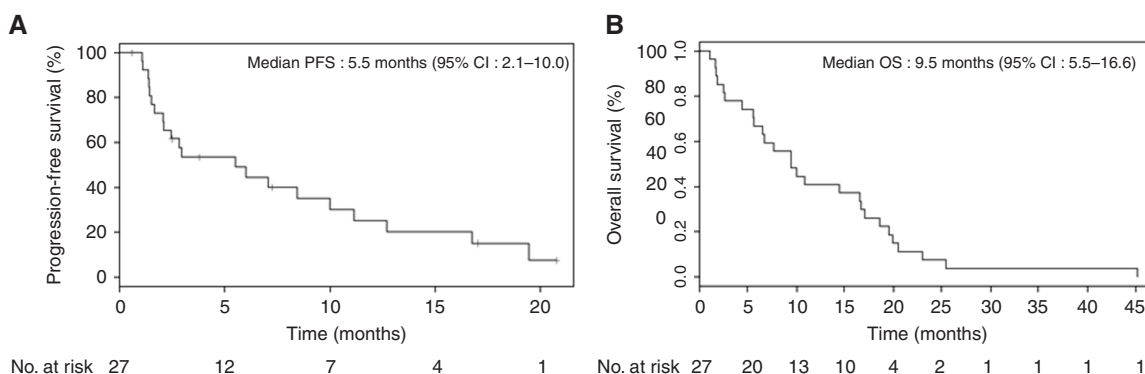 A
Median PFS : 5.5 months (95% CI : 2.1–10.0)
Progression-free survival (%)
100
80
60
40
20
0
0 5 10 15 20
Time (months)
No. at risk 27 12 7 4 1
B
Median OS : 9.5 months (95% CI : 5.5–16.6)
Overall survival (%)
100
80
60
40
20
0
1.0
0.8
0.6
0.4
0.2
0.0
0 5 10 15 20 25 30 35 40 45
Time (months)
No. at risk 27 20 13 10 4 2 1 1 1 1